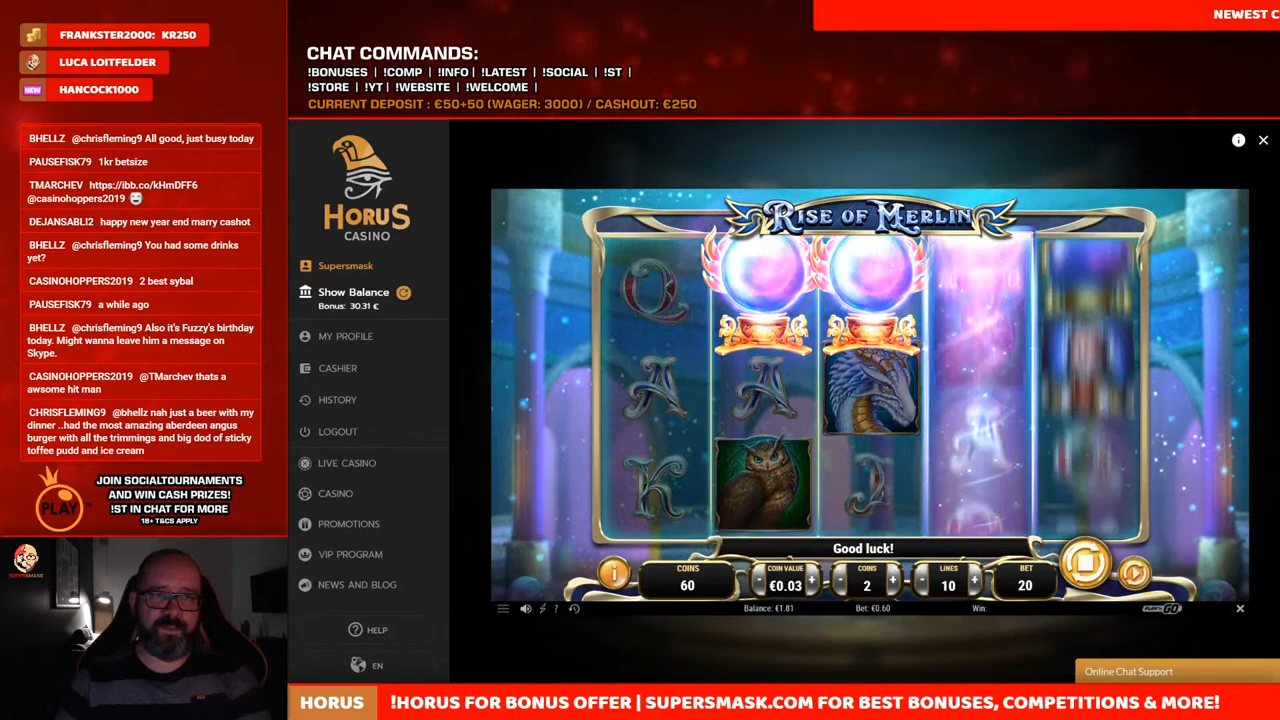 FRANKSTER2000: KR250
LUCA LOITFELDER
NEW HANCOCK1000
BHELLZ @chrisfleming9 All good, just busy today
PAUSEFISK79 1kr betsize
TMARCHEV https://ibb.co/kHmDFF6
@casinohoppers2019
DEJANSABLI2 happy new year end marry cashot
BHELLZ @chrisfleming9 You had some drinks
yet?
CASINOHOPPERS2019 2 best sybal
PAUSEFISK79 a while ago
BHELLZ @chrisfleming9 Also it's Fuzzy's birthday
today. Might wanna leave him a message on
Skype.
CASINOHOPPERS2019 @TMarchev thats a
awsome hit man
CHRISFLEMING9 @bhellz nah just a beer with my
dinner ..had the most amazing aberdeen angus
burger with all the trimmings and big dod of sticky
toffee pudd and ice cream
PLAY
JOIN SOCIALTOURNAMENTS
AND WIN CASH PRIZES!
!ST IN CHAT FOR MORE
18+ T&CS APPLY
SUPERSMASK
NEWEST C
CHAT COMMANDS:
!BONUSES | !COMP | !INFO | !LATEST | !SOCIAL | !ST |
!STORE | !YT | !WEBSITE | !WELCOME |
CURRENT DEPOSIT : €50+50 (WAGER: 3000) / CASHOUT: €250
HORUS
CASINO
Supersmask
Show Balance
Bonus: 30.31 €
MY PROFILE
CASHIER
HISTORY
LOGOUT
LIVE CASINO
CASINO
PROMOTIONS
VIP PROGRAM
NEWS AND BLOG
HELP
EN
RISE OF MERLIN
Q
A A
K J
Good luck!
COINS COIN VALUE COINS LINES BET
60 - €0.03 + - 2 + - 10 + 20
Balance: €1.81 Bet: €0.60 Win:
PLAY'N GO
Online Chat Support
HORUS !HORUS FOR BONUS OFFER | SUPERSMASK.COM FOR BEST BONUSES, COMPETITIONS & MORE!